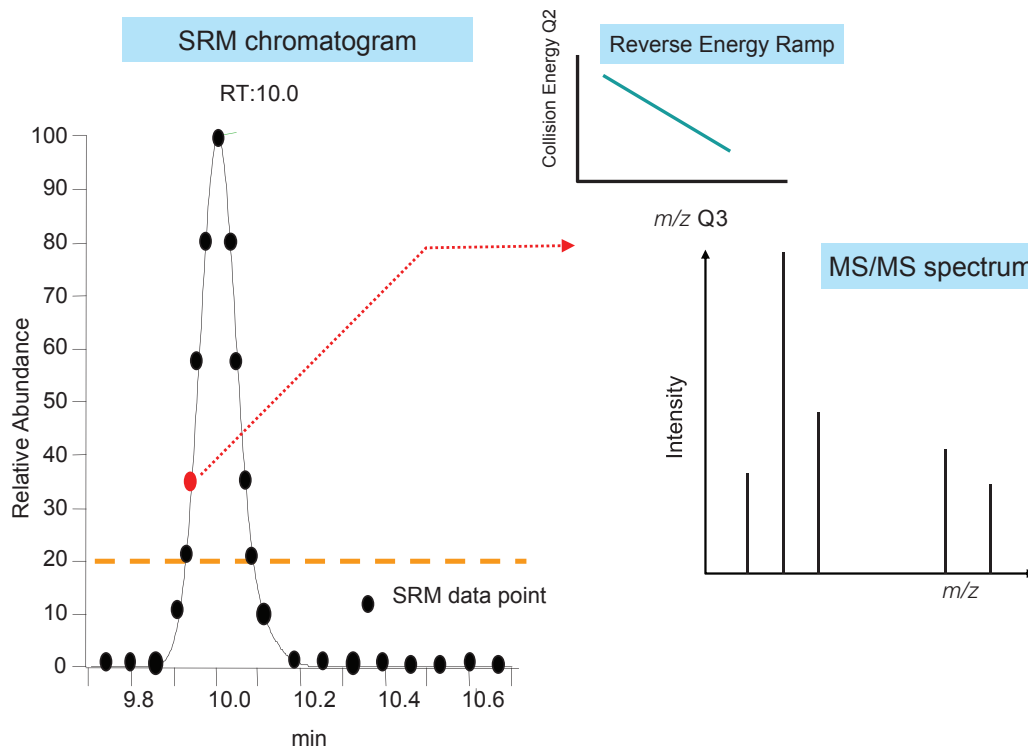 SRM chromatogram
RT:10.0
Relative Abundance
100
90
80
70
60
50
40
30
20
10
0
SRM data point
9.8
10.0
10.2
10.4
10.6
min
Reverse Energy Ramp
Collision Energy Q2
m/z Q3
MS/MS spectrum
Intensity
m/z